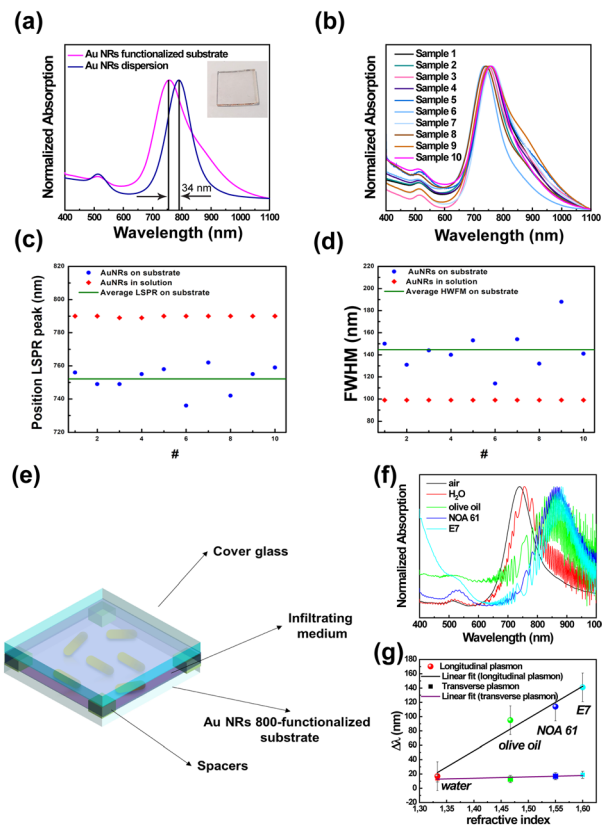 (a)
Au NRs functionalized substrate
Au NRs dispersion
34 nm
Normalized Absorption
400 500 600 700 800 900 1000 1100
Wavelength (nm)
(b)
Sample 1
Sample 2
Sample 3
Sample 4
Sample 5
Sample 6
Sample 7
Sample 8
Sample 9
Sample 10
Normalized Absorption
400 500 600 700 800 900 1000 1100
Wavelength (nm)
(c)
AuNRs on substrate
AuNRs in solution
Average LSPR on substrate
Position LSPR peak (nm)
820
800
780
760
740
720
2 4 6 8 10
#
(d)
AuNRs on substrate
AuNRs in solution
Average HWFM on substrate
FWHM (nm)
220
200
180
160
140
120
100
80
2 4 6 8 10
#
(e)
Cover glass
Infiltrating
medium
Au NRs 800-functionalized
substrate
Spacers
(f)
air
H2O
olive oil
NOA 61
E7
Normalized Absorption
400 500 600 700 800 900 1000
Wavelength (nm)
(g)
Longitudinal plasmon
Linear fit (longitudinal plasmon)
Transverse plasmon
Linear fit (transverse plasmon)
Δλ (nm)
200
180
160
140
120
100
80
60
40
20
0
-20
E7
NOA 61
olive oil
water
1,30 1,35 1,40 1,45 1,50 1,55 1,60
refractive index